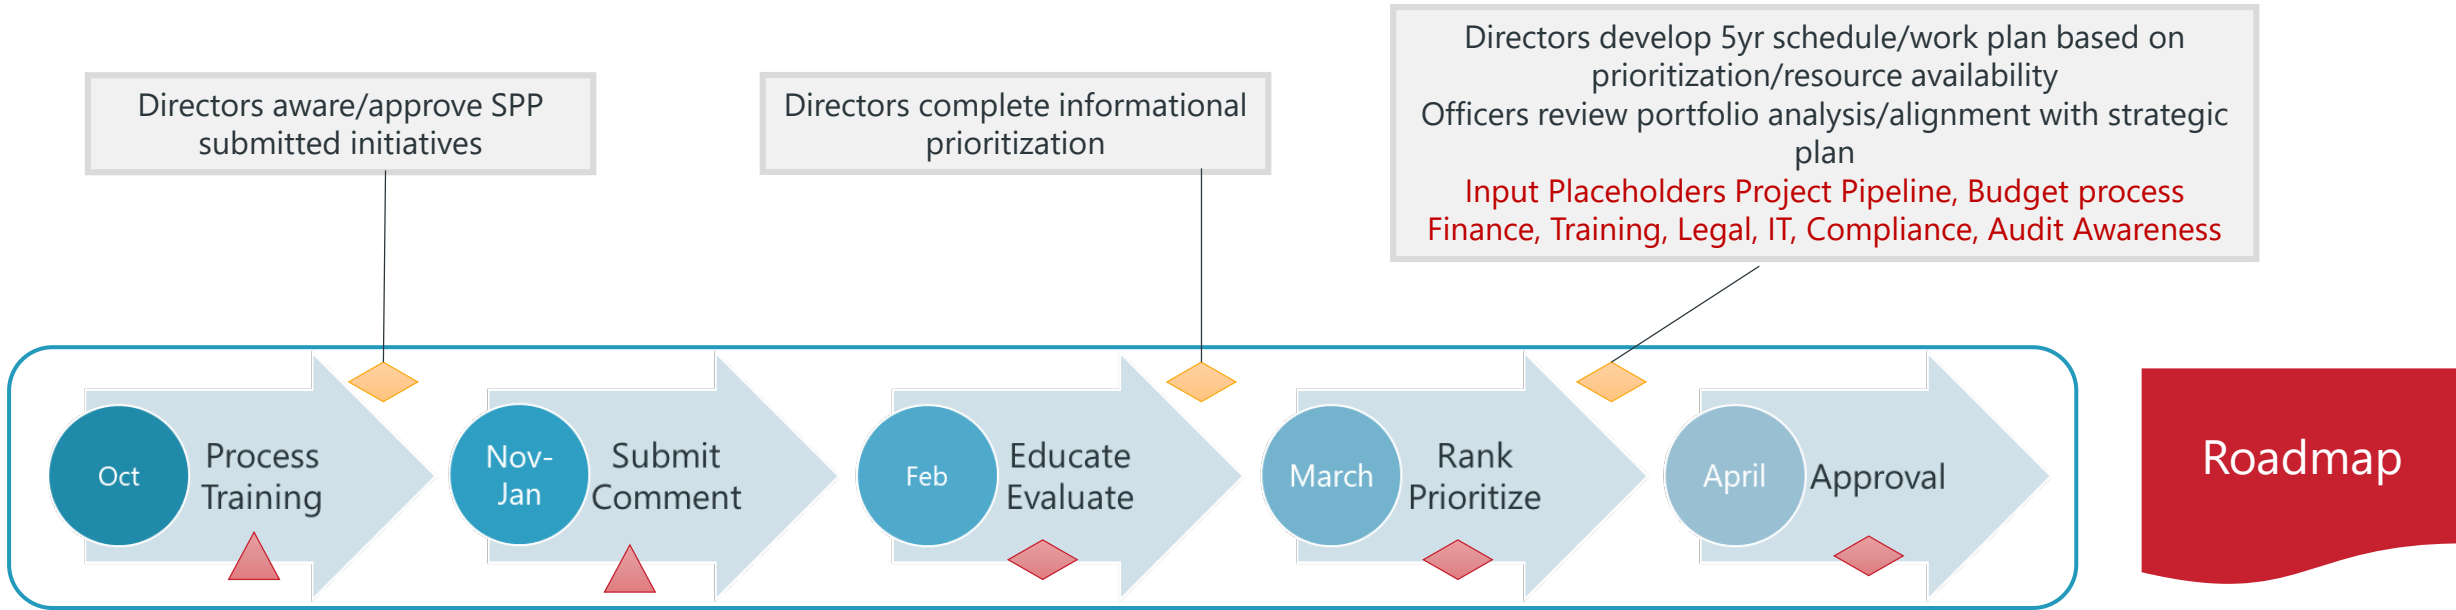 Directors aware/approve SPP
submitted initiatives
Directors complete informational
prioritization
Directors develop 5yr schedule/work plan based on
prioritization/resource availability
Officers review portfolio analysis/alignment with strategic
plan
Input Placeholders Project Pipeline, Budget process
Finance, Training, Legal, IT, Compliance, Audit Awareness
Oct
Process
Training
Nov-
Jan
Submit
Comment
Feb
Educate
Evaluate
March
Rank
Prioritize
April
Approval
Roadmap